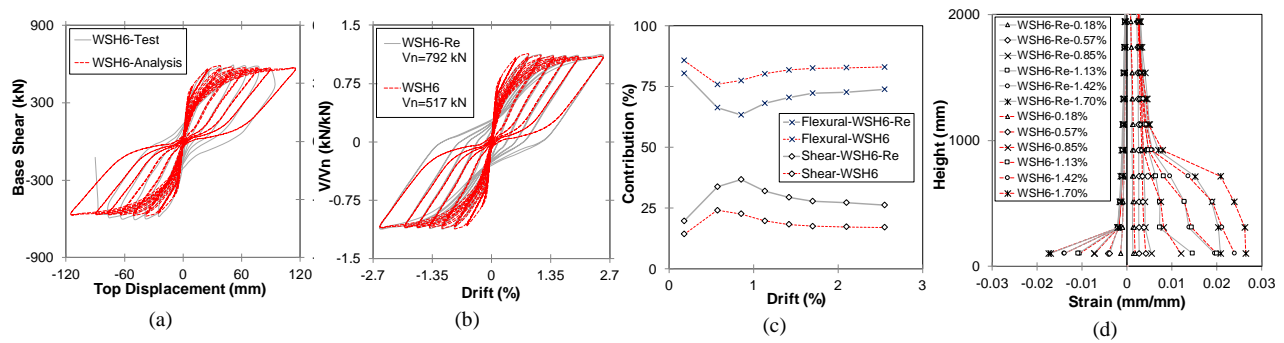 900
300
-300
-900
-120
-60
0
60
120
Base Shear (kN)
Top Displacement (mm)
WSH6-Test
WSH6-Analysis
(a)
1.5
0.75
0
-0.75
-1.5
-2.7
-1.35
0
1.35
2.7
V/Vn (kN/kN)
Drift (%)
WSH6-Re
Vn=792 kN
WSH6
Vn=517 kN
(b)
100
75
50
25
0
0
1
2
3
Contribution (%)
Drift (%)
Flexural-WSH6-Re
Flexural-WSH6
Shear-WSH6-Re
Shear-WSH6
(c)
2000
1000
0
-0.03
-0.02
-0.01
0
0.01
0.02
0.03
Height (mm)
Strain (mm/mm)
WSH6-Re-0.18%
WSH6-Re-0.57%
WSH6-Re-0.85%
WSH6-Re-1.13%
WSH6-Re-1.42%
WSH6-Re-1.70%
WSH6-0.18%
WSH6-0.57%
WSH6-0.85%
WSH6-1.13%
WSH6-1.42%
WSH6-1.70%
(d)